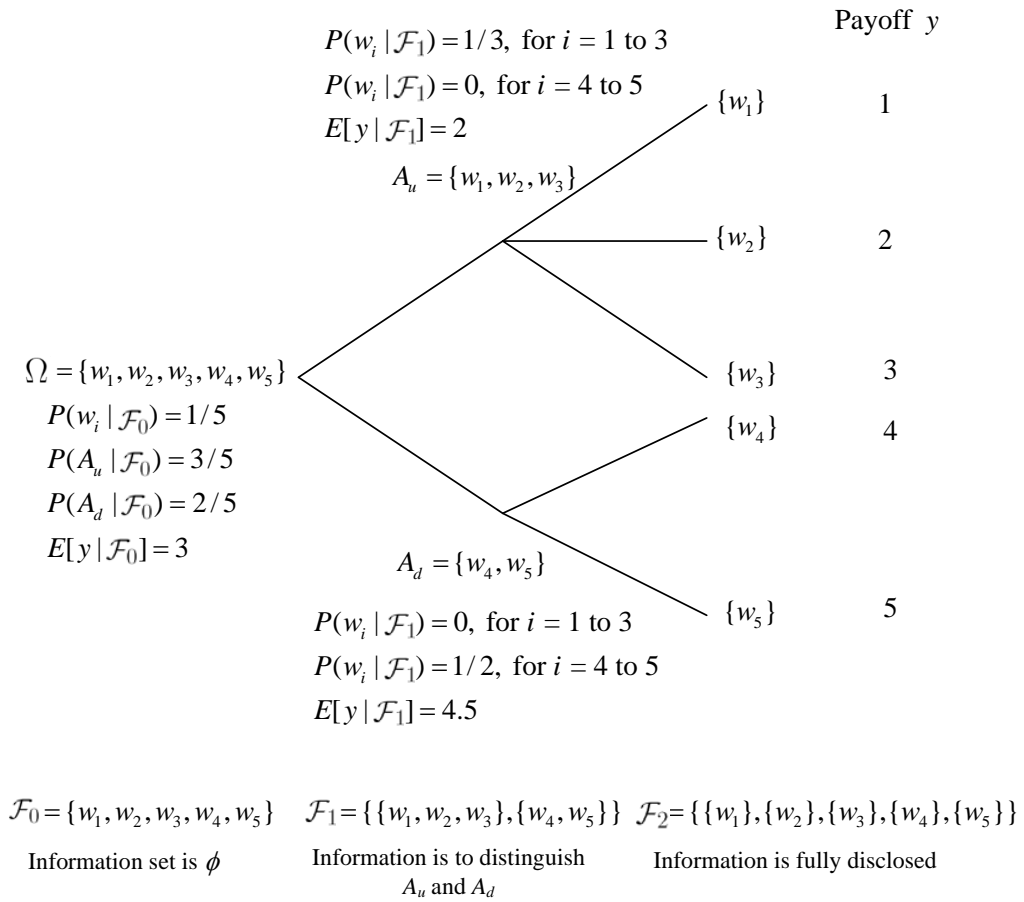 Payoff y
P(w_i | ℱ_1) = 1/3, for i = 1 to 3
P(w_i | ℱ_1) = 0, for i = 4 to 5
E[y | ℱ_1] = 2
A_u = {w_1, w_2, w_3}
{w_1} 1
{w_2} 2
{w_3} 3
{w_4} 4
{w_5} 5
Ω = {w_1, w_2, w_3, w_4, w_5}
P(w_i | ℱ_0) = 1/5
P(A_u | ℱ_0) = 3/5
P(A_d | ℱ_0) = 2/5
E[y | ℱ_0] = 3
A_d = {w_4, w_5}
P(w_i | ℱ_1) = 0, for i = 1 to 3
P(w_i | ℱ_1) = 1/2, for i = 4 to 5
E[y | ℱ_1] = 4.5
ℱ_0 = {w_1, w_2, w_3, w_4, w_5}
Information set is ϕ
ℱ_1 = {{w_1, w_2, w_3}, {w_4, w_5}}
Information is to distinguish
A_u and A_d
ℱ_2 = {{w_1}, {w_2}, {w_3}, {w_4}, {w_5}}
Information is fully disclosed